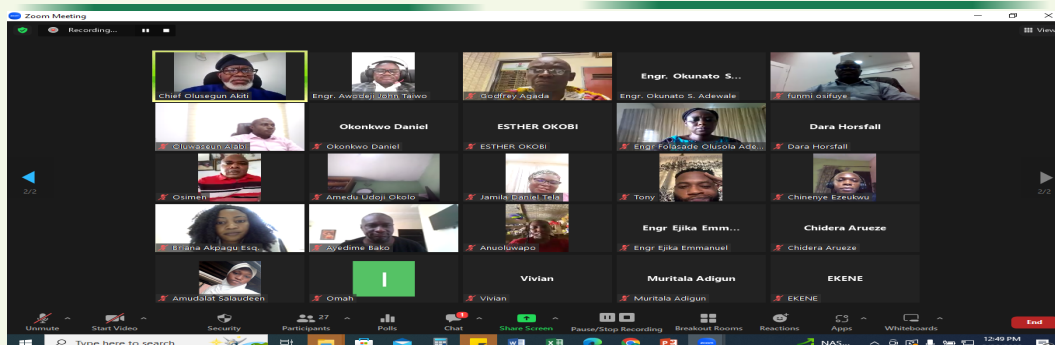 Zoom Meeting
Recording...
View
Chief Olusegun Akiti
Engr. Awodeji John Taiwo
Godfrey Agada
Engr. Okunato S...
Engr. Okunato S. Adewale
funmi osifuye
Oluwaseun Alabi
Okonkwo Daniel
Okonkwo Daniel
ESTHER OKOBI
ESTHER OKOBI
Engr Folasade Olusola Ade...
Dara Horsfall
Dara Horsfall
Osimen
Amedu Udoji Okolo
Jamila Daniel Tela
Tony
Chinenye Ezeukwu
2/2
2/2
Briana Akpagu Esq.
Ayedime Bako
Anuoluwapo
Engr Ejika Emm...
Engr Ejika Emmanuel
Chidera Arueze
Chidera Arueze
Amudalat Salaudeen
I
Omah
Vivian
Vivian
Muritala Adigun
Muritala Adigun
EKENE
EKENE
Unmute
Start Video
Security
Participants 27
Polls
Chat 1
Share Screen
Pause/Stop Recording
Breakout Rooms
Reactions
Apps
Whiteboards
End
Type here to search
NAS...
12:49 PM